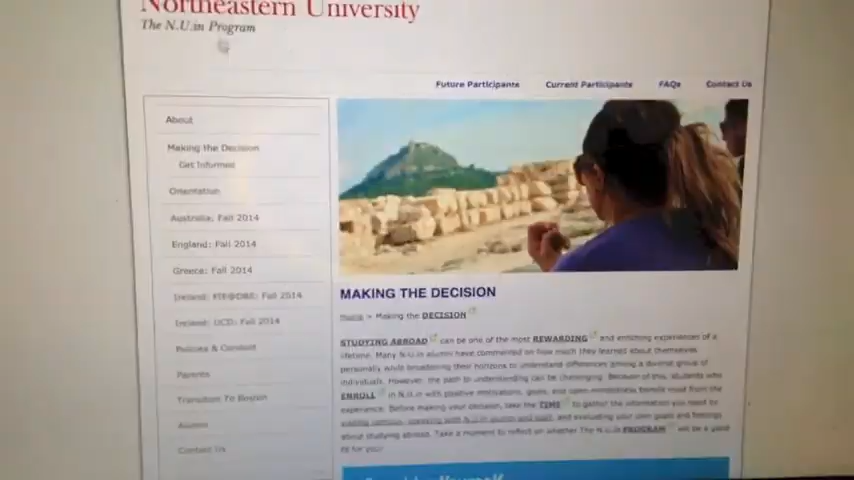 Northeastern University
The N.U.in Program
Future Participants
Current Participants
FAQs
Contact Us
About
Making the Decision
Get Informed
Orientation
Australia: Fall 2014
England: Fall 2014
Greece: Fall 2014
Ireland: Fall 2014
Ireland: UCD: Fall 2014
Policies & Conduct
Parents
Transition To Boston
Alumni
Contact Us
MAKING THE DECISION
Home > Making the DECISION
STUDYING ABROAD can be one of the most REWARDING and enriching experiences of a
lifetime. Many N.U.in alumni have commented on how much they learned about themselves
personally while broadening their horizons to understand differences among a diverse group of
individuals. However, the path to understanding can be challenging. Because of this, students who
ENROLL in N.U.in with positive motivations, goals, and open mindedness benefit most from the
experience. Before making your decision, take the TIME to gather the information you need by
visiting campus, speaking with N.U.in alumni and staff, and evaluating your own goals and feelings
about studying abroad. Take a moment to reflect on whether The N.U.in PROGRAM will be a good
fit for you!
Yourself